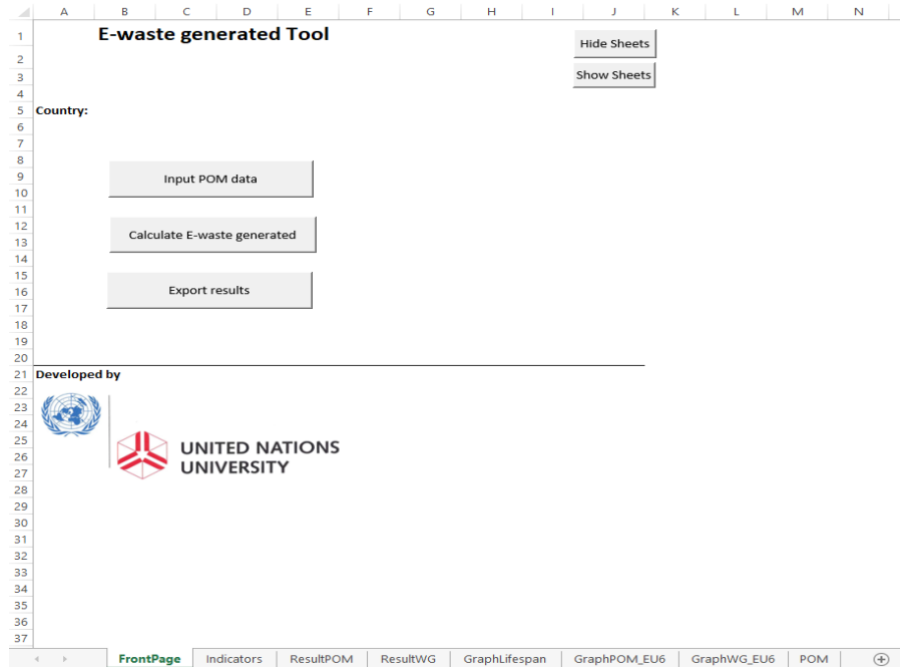 A B C D E F G H I J K L M N
1 E-waste generated Tool Hide Sheets
2
3 Show Sheets
4
5 Country:
6
7
8
9 Input POM data
10
11
12 Calculate E-waste generated
13
14
15
16 Export results
17
18
19
20
21 Developed by
22
23
24
25 UNITED NATIONS
26 UNIVERSITY
27
28
29
30
31
32
33
34
35
36
37
FrontPage Indicators ResultPOM ResultWG GraphLifespan GraphPOM_EU6 GraphWG_EU6 POM